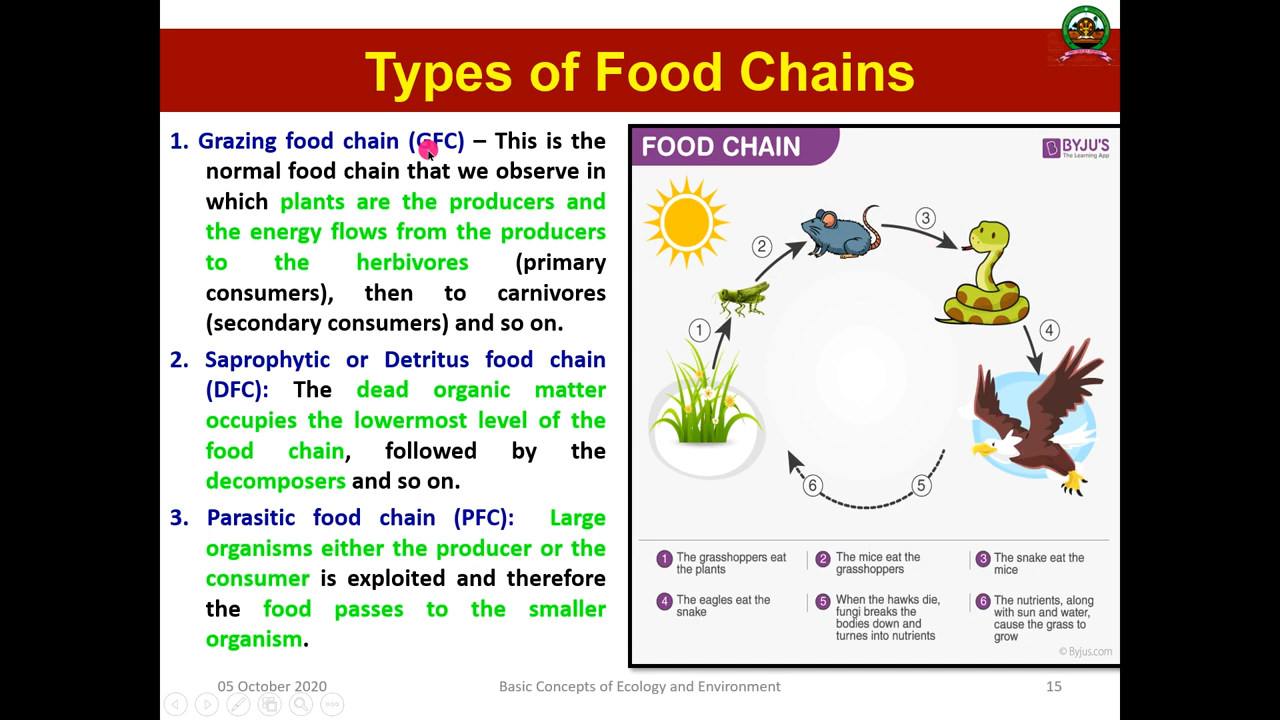 Types of Food Chains
1. Grazing food chain (GFC) – This is the
normal food chain that we observe in
which plants are the producers and
the energy flows from the producers
to the herbivores (primary
consumers), then to carnivores
(secondary consumers) and so on.
2. Saprophytic or Detritus food chain
(DFC): The dead organic matter
occupies the lowermost level of the
food chain, followed by the
decomposers and so on.
3. Parasitic food chain (PFC): Large
organisms either the producer or the
consumer is exploited and therefore
the food passes to the smaller
organism.
FOOD CHAIN
BYJU'S
The Learning App
1
2
3
4
5
6
1 The grasshoppers eat
the plants
2 The mice eat the
grasshoppers
3 The snake eat the
mice
4 The eagles eat the
snake
5 When the hawks die,
fungi breaks the
bodies down and
turnes into nutrients
6 The nutrients, along
with sun and water,
cause the grass to
grow
© Byjus.com
05 October 2020
Basic Concepts of Ecology and Environment
15